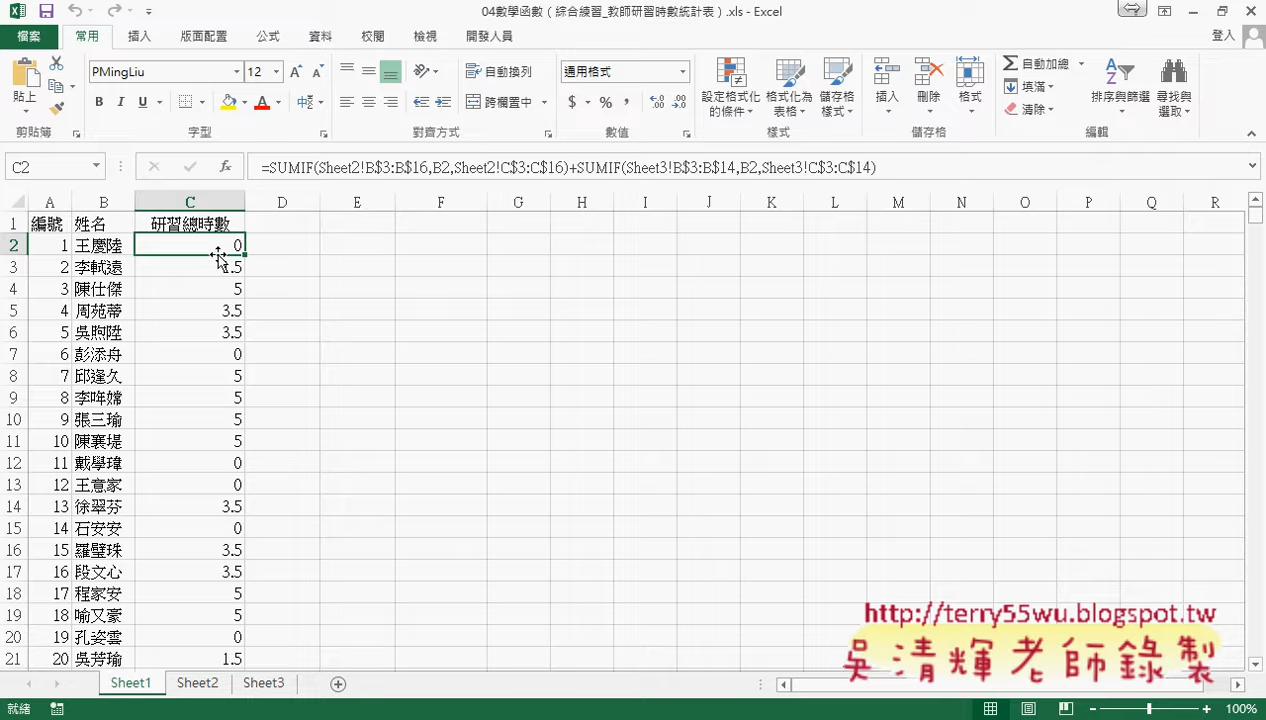 04數學函數（綜合練習_教師研習時數統計表）.xls - Excel
檔案 常用 插入 版面配置 公式 資料 校閱 檢視 開發人員 登入
PMingLiu 12 自動換列 通用格式 自動加總
貼上 B I U 跨欄置中 $ % 設定格式化的條件 格式化為表格 儲存格樣式 插入 刪除 格式 填滿 清除 排序與篩選 尋找與選取
剪貼簿 字型 對齊方式 數值 樣式 儲存格 編輯
C2 fx =SUMIF(Sheet2!B$3:B$16,B2,Sheet2!C$3:C$16)+SUMIF(Sheet3!B$3:B$14,B2,Sheet3!C$3:C$14)
A B C D E F G H I J K L M N O P Q R
1 編號 姓名 研習總時數
2 1 王慶陸 0
3 2 李軾遠 1.5
4 3 陳仕傑 5
5 4 周苑蒂 3.5
6 5 吳煦陞 3.5
7 6 彭添舟 0
8 7 邱逢久 5
9 8 李哖嫦 5
10 9 張三瑜 5
11 10 陳襄堤 5
12 11 戴學瑋 0
13 12 王意家 0
14 13 徐翠芬 3.5
15 14 石安安 0
16 15 羅璧珠 3.5
17 16 段文心 3.5
18 17 程家安 5
19 18 喻又豪 5
20 19 孔姿雲 0
21 20 吳芳瑜 1.5
http://terry55wu.blogspot.tw
吳清輝老師錄製
Sheet1 Sheet2 Sheet3
就緒 100%